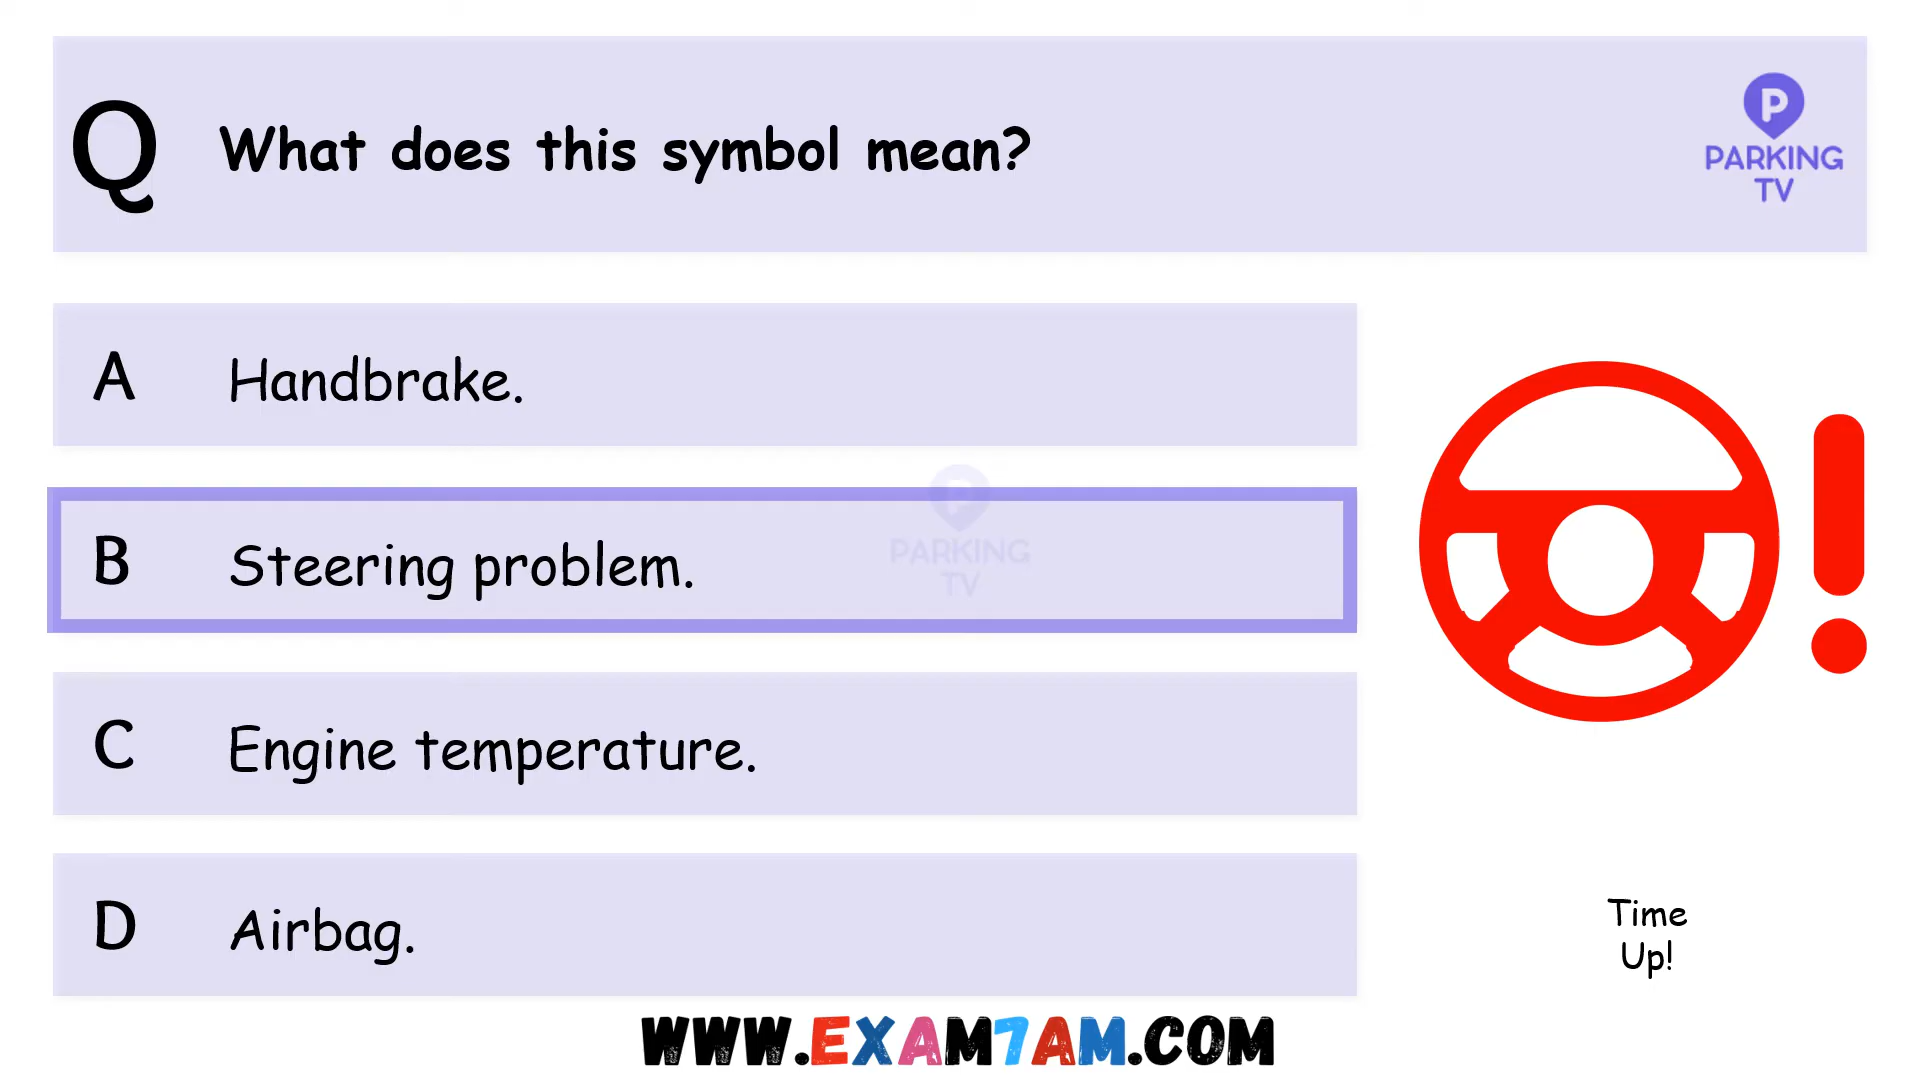 Q What does this symbol mean?
P
PARKING
TV
A Handbrake.
B Steering problem.
P
PARKING
TV
C Engine temperature.
D Airbag.
!
Time
Up!
WWW.EXAM7AM.COM